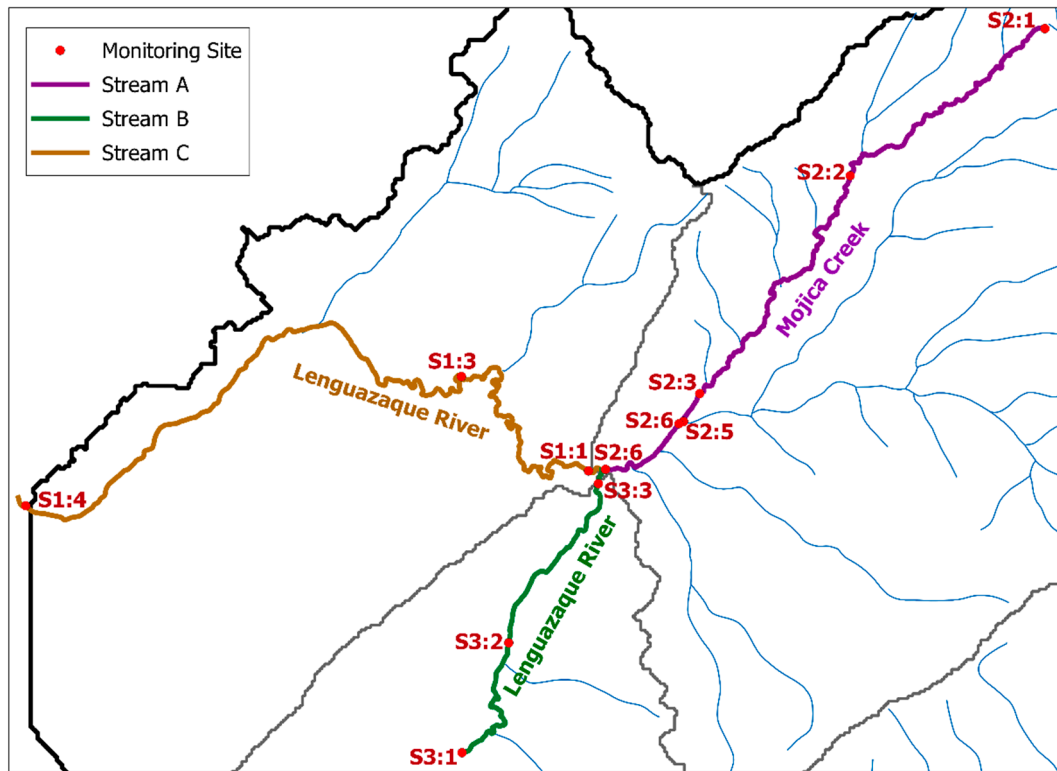 Monitoring Site
Stream A
Stream B
Stream C
S2:1
S2:2
Mojica Creek
S1:3
Lenguazaque River
S2:3
S2:6
S2:5
S1:1
S2:6
S3:3
S1:4
Lenguazaque River
S3:2
S3:1